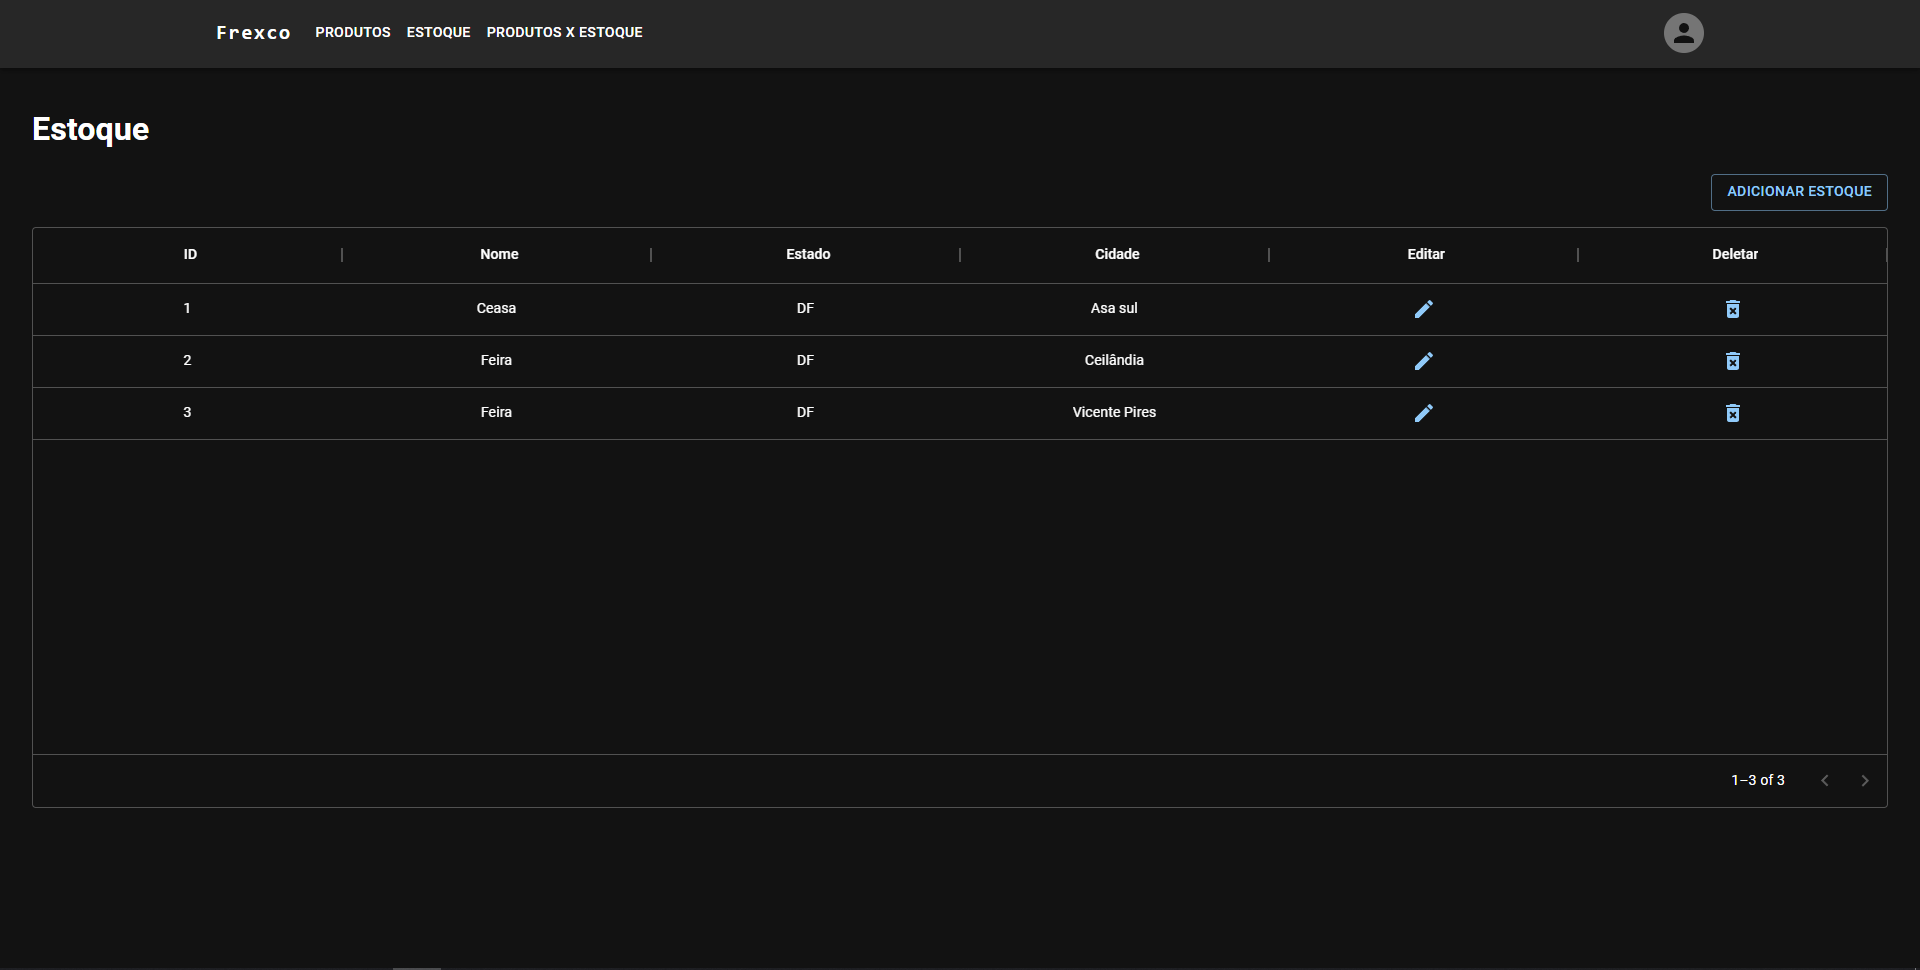 Frexco PRODUTOS ESTOQUE PRODUTOS X ESTOQUE
Estoque
ADICIONAR ESTOQUE
ID Nome Estado Cidade Editar Deletar
1 Ceasa DF Asa sul
2 Feira DF Ceilândia
3 Feira DF Vicente Pires
1–3 of 3